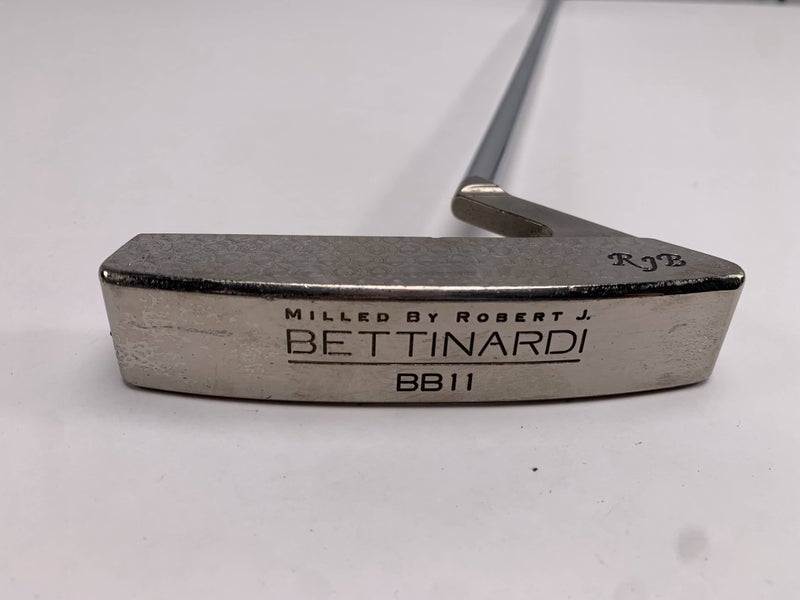 RJB
MILLED BY ROBERT J.
BETTINARDI
BB11